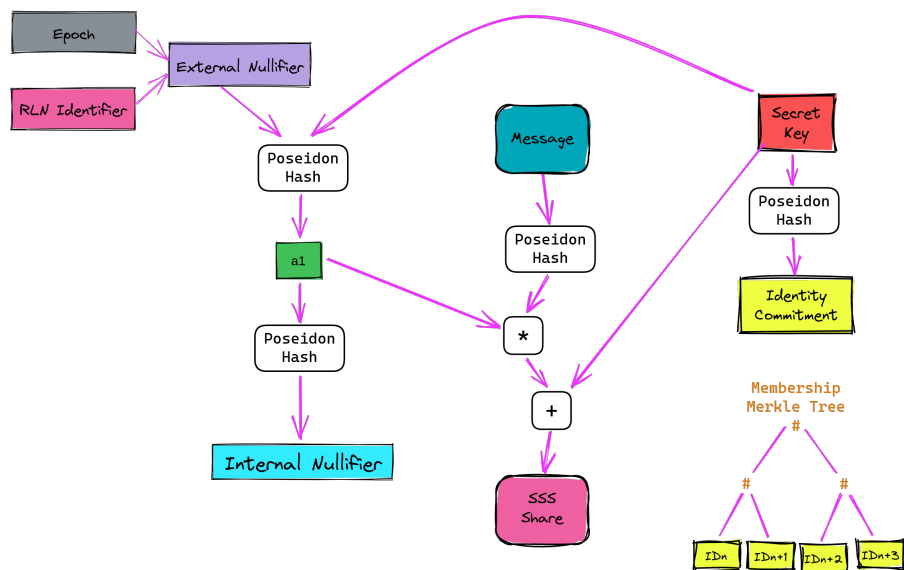 Epoch
External Nullifier
RLN Identifier
Secret
Key
Message
Poseidon
Hash
Poseidon
Hash
Poseidon
Hash
a1
Identity
Commitment
Poseidon
Hash
*
+
Membership
Merkle Tree
#
Internal Nullifier
#
#
SSS
Share
IDn
IDn+1
IDn+2
IDn+3